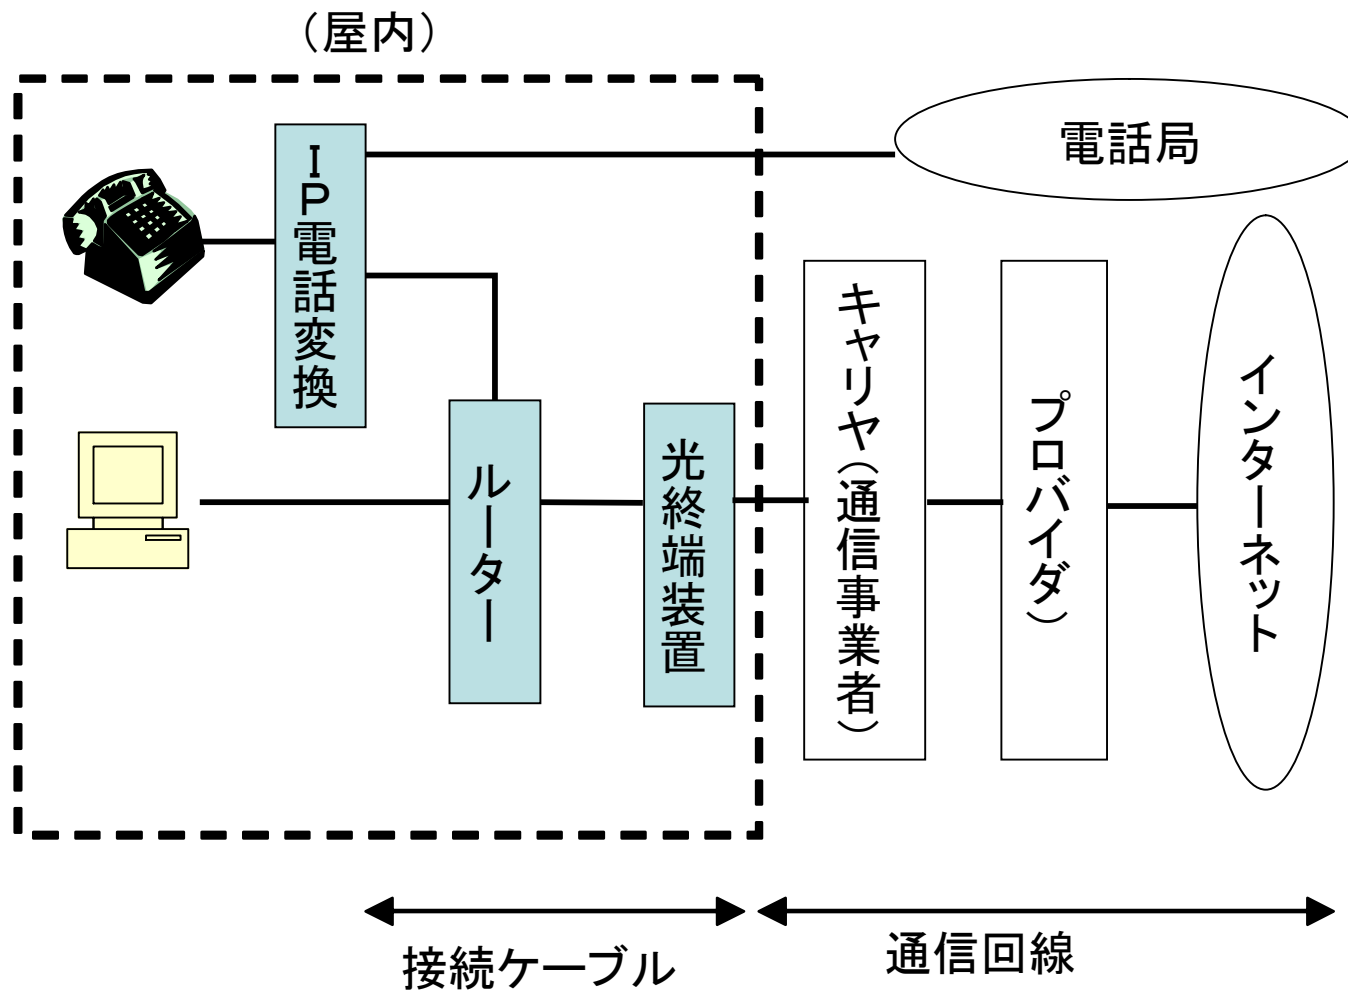 （屋内）
電話局
ＩＰ電話変換
ルーター
光終端装置
キャリヤ（通信事業者）
プロバイダ）
インターネット
接続ケーブル
通信回線